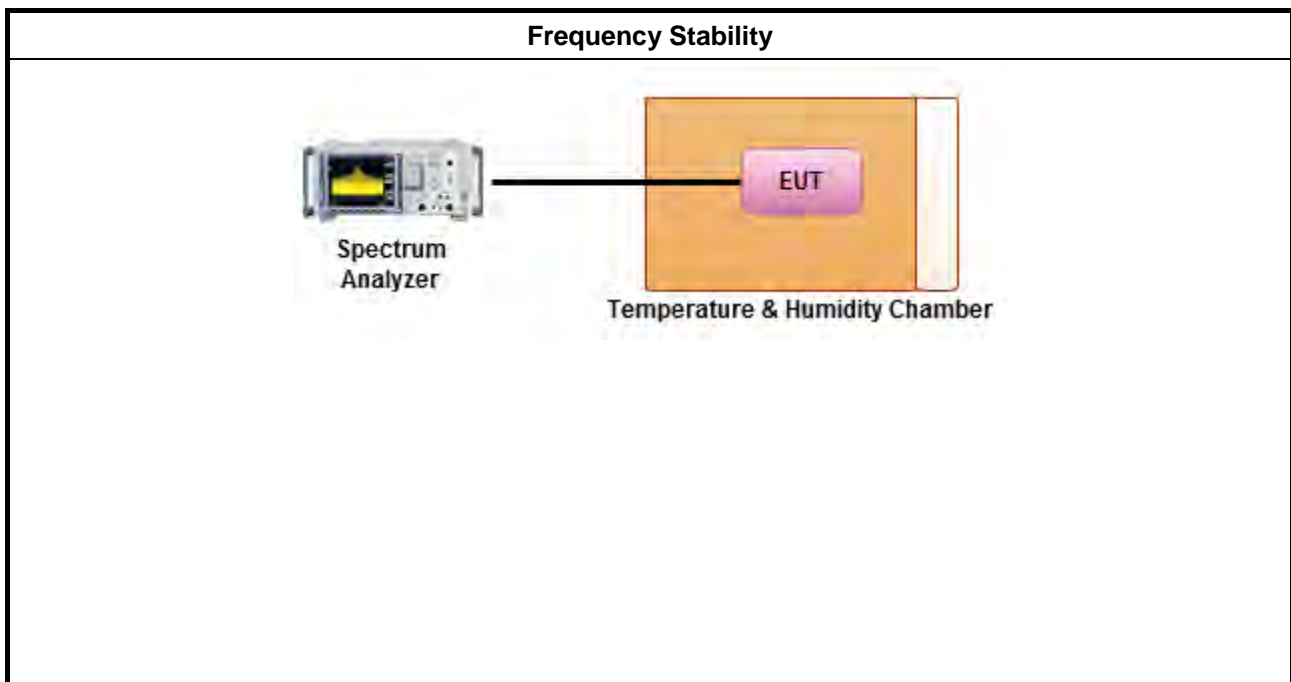 Frequency Stability
EUT
Spectrum
Analyzer
Temperature & Humidity Chamber